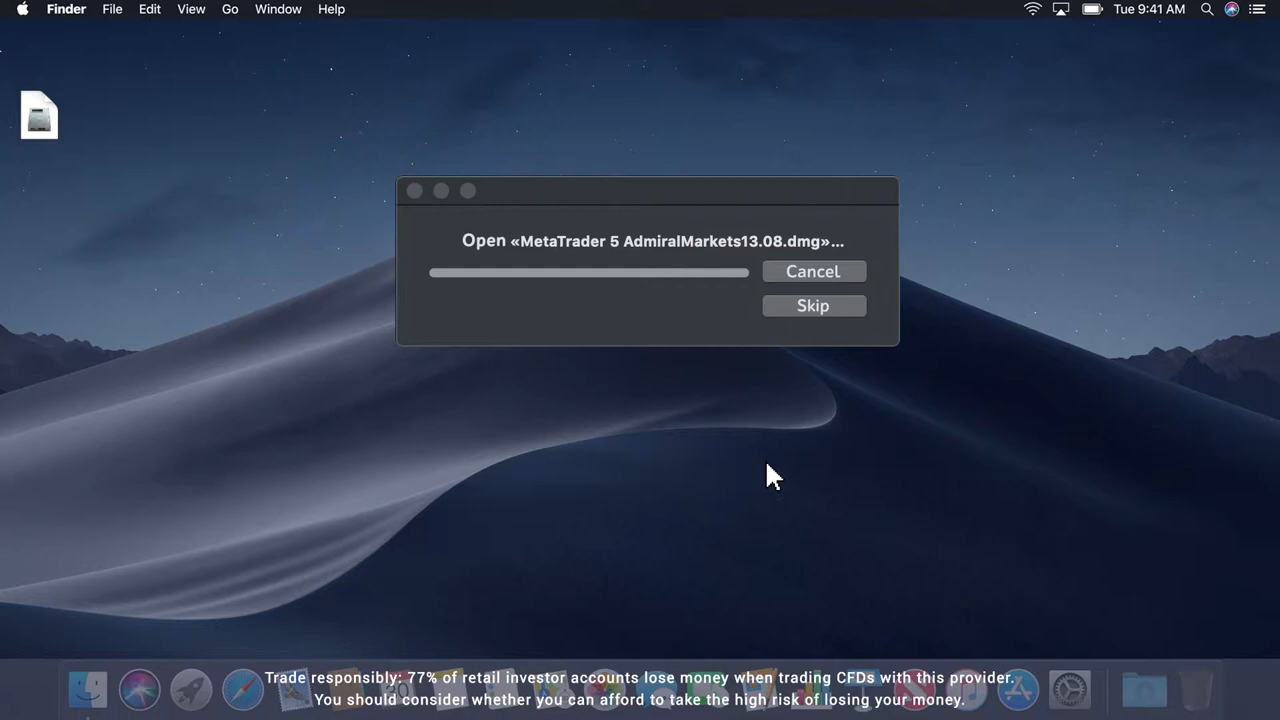 Finder File Edit View Go Window Help Tue 9:41 AM
Open «MetaTrader 5 AdmiralMarkets13.08.dmg»...
Cancel
Skip
Trade responsibly: 77% of retail investor accounts lose money when trading CFDs with this provider.
You should consider whether you can afford to take the high risk of losing your money.